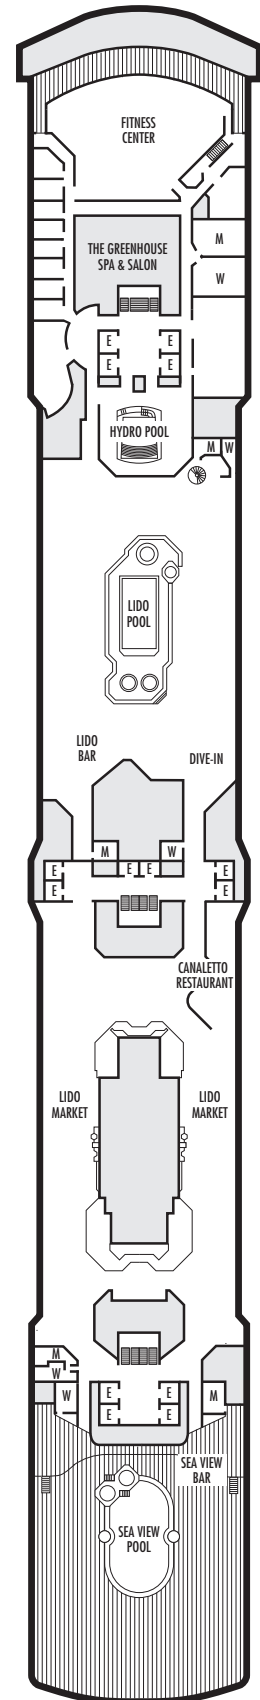 FITNESS
CENTER
M
THE GREENHOUSE
SPA & SALON
W
E E
E E
HYDRO POOL
M W
LIDO
POOL
LIDO
BAR
DIVE-IN
M W
E E E E
E E
CANALETTO
RESTAURANT
LIDO
MARKET
LIDO
MARKET
M
W
W E E M
E E
SEA VIEW
BAR
SEA VIEW
POOL